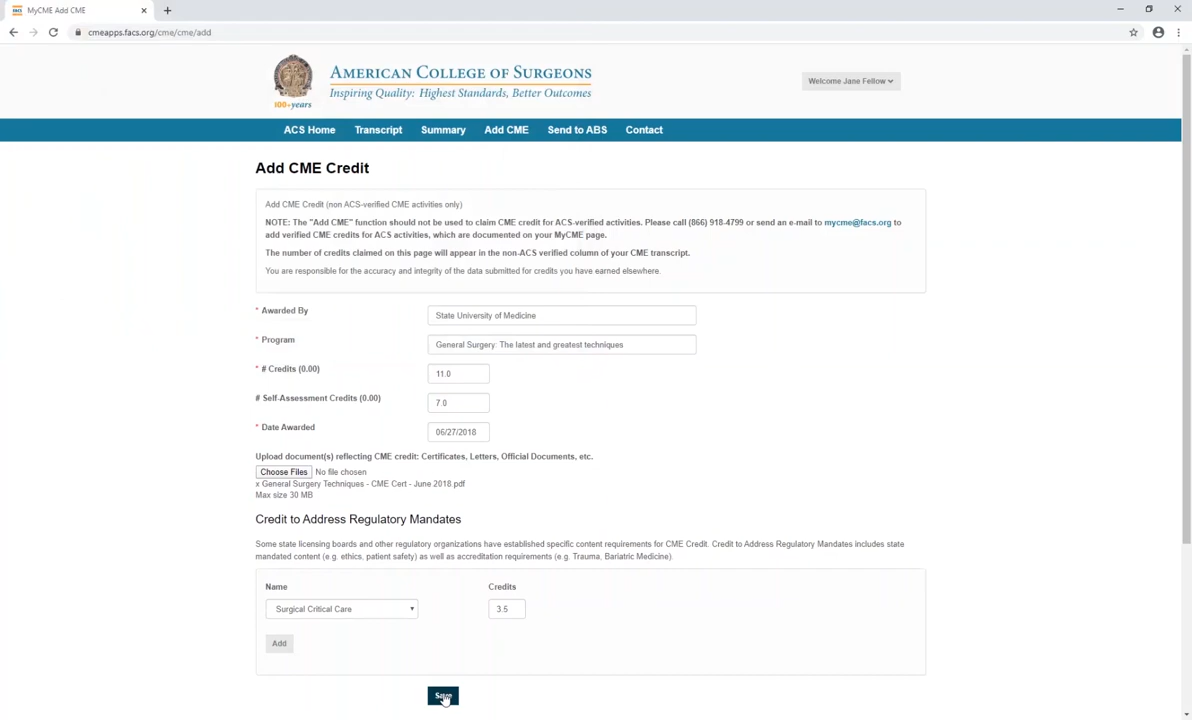 MyCME Add CME
cmeapps.facs.org/cme/cme/add
AMERICAN COLLEGE OF SURGEONS
Inspiring Quality: Highest Standards, Better Outcomes
100+years
Welcome Jane Fellow
ACS Home Transcript Summary Add CME Send to ABS Contact
Add CME Credit
Add CME Credit (non ACS-verified CME activities only)
NOTE: The "Add CME" function should not be used to claim CME credit for ACS-verified activities. Please call (866) 918-4799 or send an e-mail to mycme@facs.org to
add verified CME credits for ACS activities, which are documented on your MyCME page.
The number of credits claimed on this page will appear in the non-ACS verified column of your CME transcript.
You are responsible for the accuracy and integrity of the data submitted for credits you have earned elsewhere.
* Awarded By State University of Medicine
* Program General Surgery: The latest and greatest techniques
* # Credits (0.00) 11.0
# Self-Assessment Credits (0.00) 7.0
* Date Awarded 06/27/2018
Upload document(s) reflecting CME credit: Certificates, Letters, Official Documents, etc.
Choose Files No file chosen
x General Surgery Techniques - CME Cert - June 2018 pdf
Max size 30 MB
Credit to Address Regulatory Mandates
Some state licensing boards and other regulatory organizations have established specific content requirements for CME Credit. Credit to Address Regulatory Mandates includes state
mandated content (e.g. ethics, patient safety) as well as accreditation requirements (e.g. Trauma, Bariatric Medicine).
Name Credits
Surgical Critical Care 3.5
Add
Save